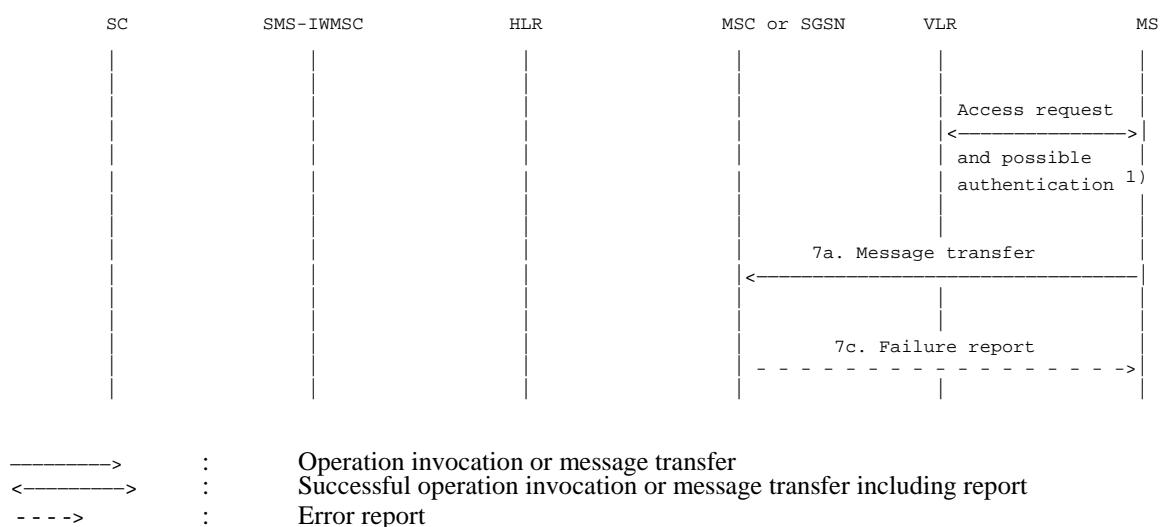 SC SMS-IWMSC HLR MSC or SGSN VLR MS
Access request
and possible
authentication 1)
7a. Message transfer
7c. Failure report
: Operation invocation or message transfer
: Successful operation invocation or message transfer including report
: Error report